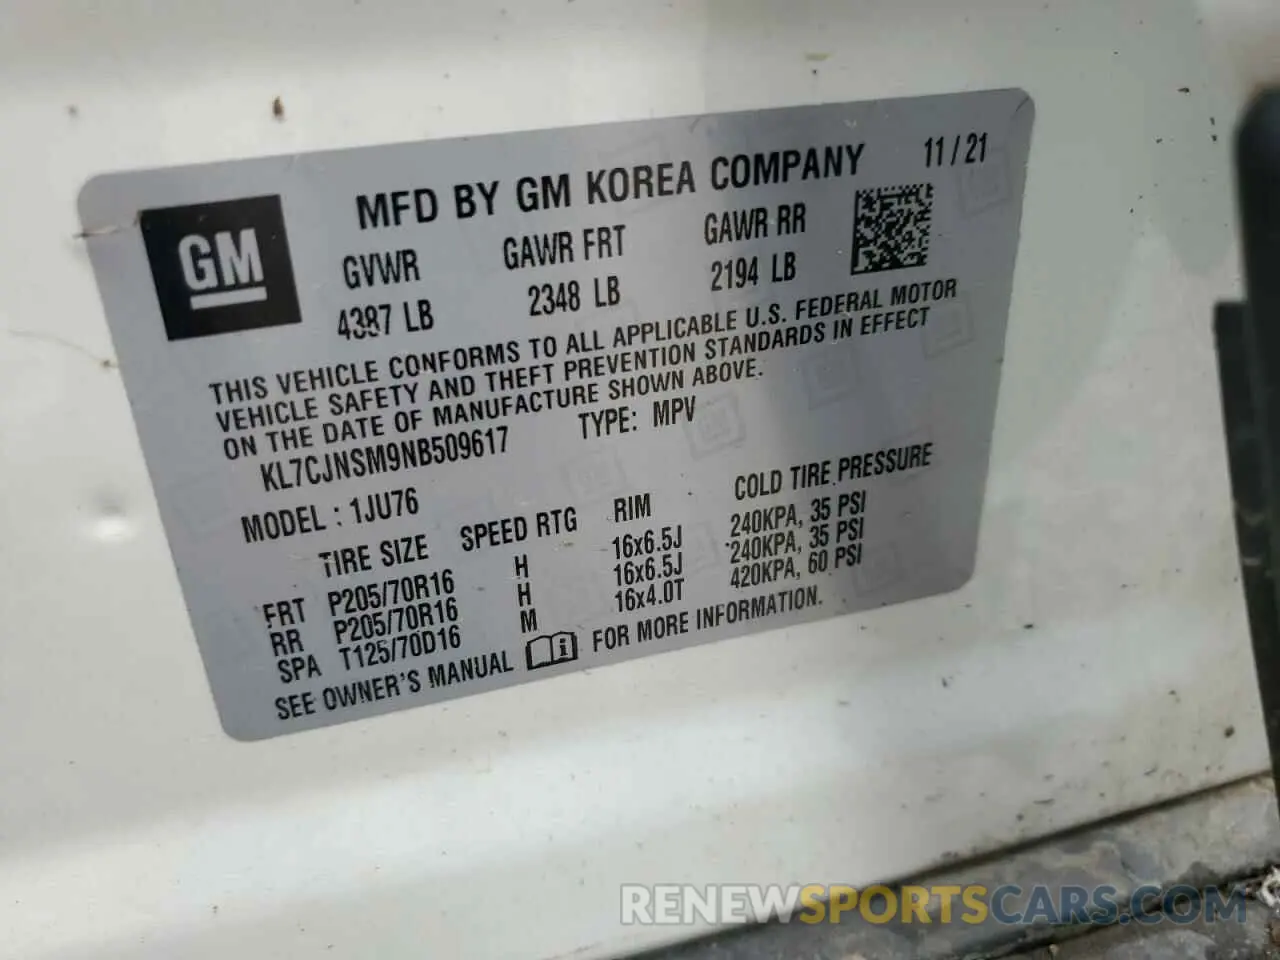 GM
MFD BY GM KOREA COMPANY 11/21
GVWR GAWR FRT GAWR RR
4387 LB 2348 LB 2194 LB
THIS VEHICLE CONFORMS TO ALL APPLICABLE U.S. FEDERAL MOTOR
VEHICLE SAFETY AND THEFT PREVENTION STANDARDS IN EFFECT
ON THE DATE OF MANUFACTURE SHOWN ABOVE.
KL7CJNSM9NB509617 TYPE: MPV
MODEL : 1JU76
TIRE SIZE SPEED RTG RIM COLD TIRE PRESSURE
FRT P205/70R16 H 16x6.5J 240KPA, 35 PSI
RR P205/70R16 H 16x6.5J 240KPA, 35 PSI
SPA T125/70D16 M 16x4.0T 420KPA, 60 PSI
SEE OWNER'S MANUAL i FOR MORE INFORMATION.
RENEWSPORTSCARS.COM